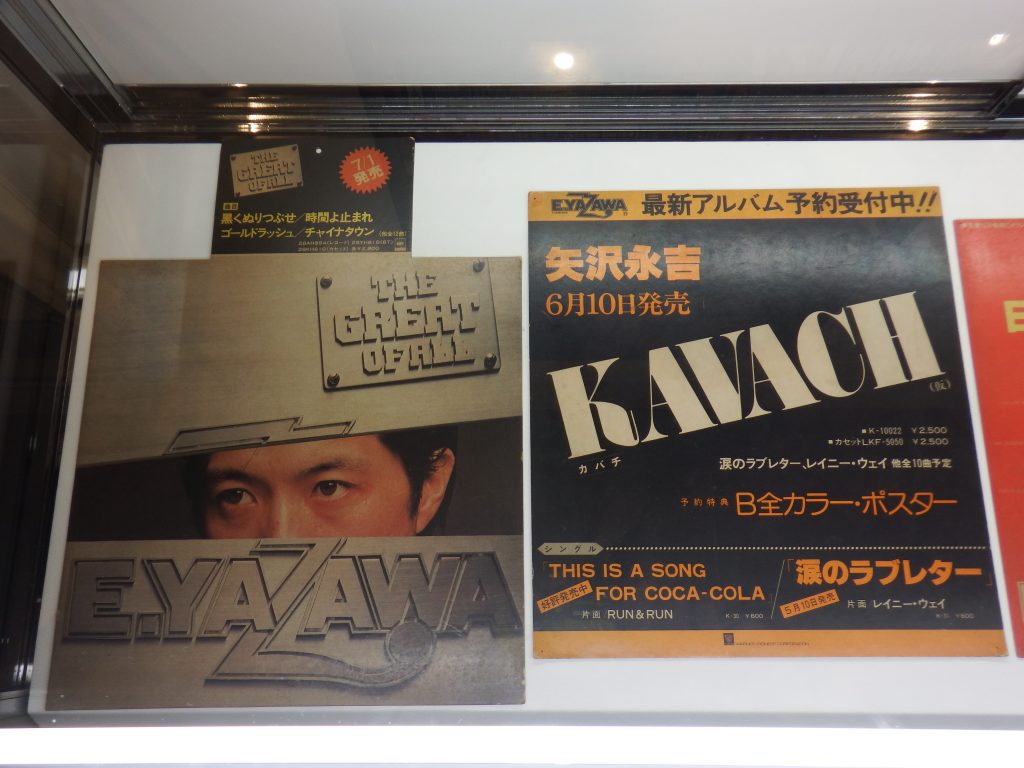 THE
GREAT
OF ALL
7/1
発売
黒くぬりつぶせ/時間よ止まれ
ゴールドラッシュ/チャイナタウン(他全12曲)
THE
GREAT
OF ALL
E.YAZAWA
E.YAZAWA
最新アルバム予約受付中!!
矢沢永吉
6月10日発売
KAVACH
(仮)
カバチ
■K-10022 ¥2,500
■カセットLKF-5050 ¥2,500
涙のラブレター、レイニー・ウェイ 他全10曲予定
予約特典 B全カラー・ポスター
シングル
「THIS IS A SONG
FOR COCA-COLA」
好評発売中
片面/RUN&RUN
K-30 ¥600
「涙のラブレター」
5月10日発売
片面/レイニー・ウェイ
¥600
E